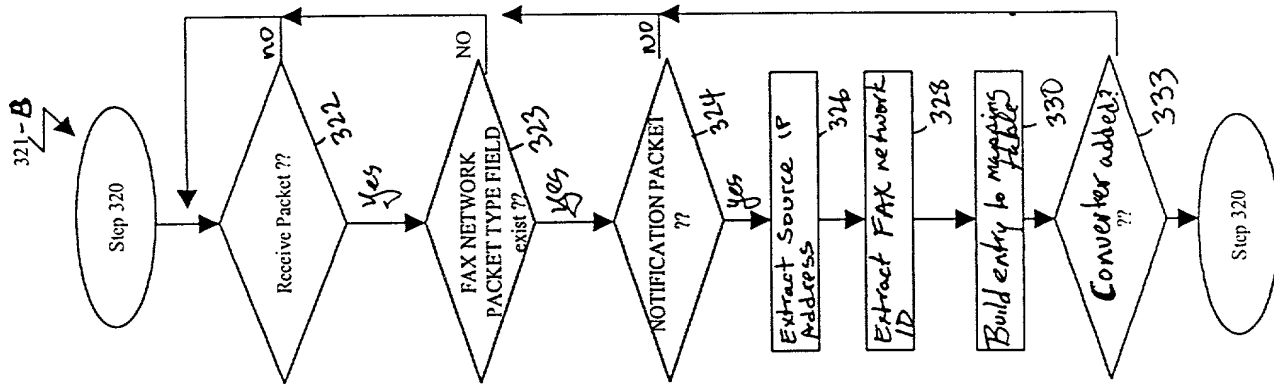 321-B
Step 320
Receive Packet ??
no
322
yes
FAX NETWORK
PACKET TYPE FIELD
exist ??
NO
323
yes
NOTIFICATION PACKET
??
NO
324
yes
Extract Source IP
Address
326
Extract FAX network
ID
328
Build entry to mapping
table
330
Converter added?
??
333
Step 320